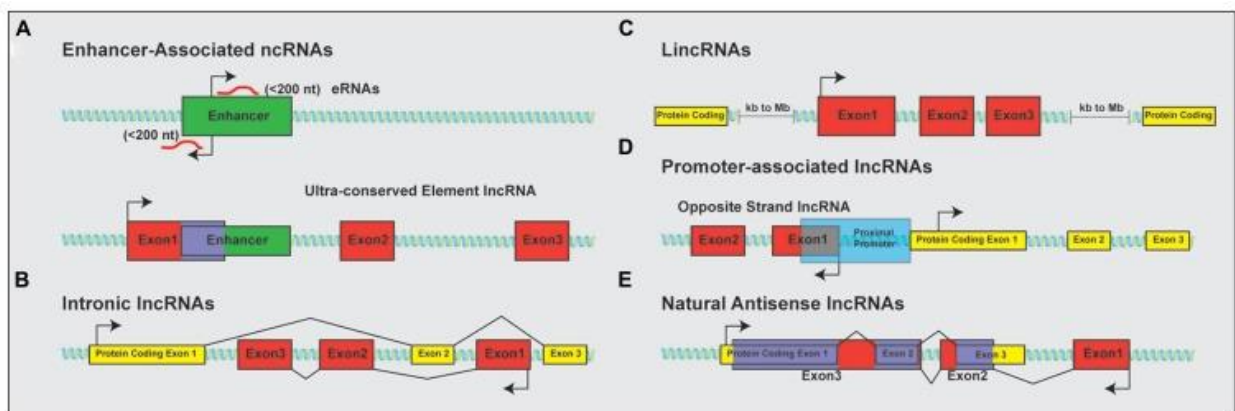 A
Enhancer-Associated ncRNAs
(<200 nt) eRNAs
Enhancer
(<200 nt)
Ultra-conserved Element lncRNA
Exon1
Enhancer
Exon2
Exon3
B
Intronic lncRNAs
Protein Coding Exon 1
Exon3
Exon2
Exon 2
Exon1
Exon 3
C
LincRNAs
Protein Coding
kb to Mb
Exon1
Exon2
Exon3
kb to Mb
Protein Coding
D
Promoter-associated lncRNAs
Opposite Strand lncRNA
Exon2
Exon1
Proximal
Promoter
Protein Coding Exon 1
Exon 2
Exon 3
E
Natural Antisense lncRNAs
Protein Coding Exon 1
Exon 2
Exon 3
Exon1
Exon3
Exon2